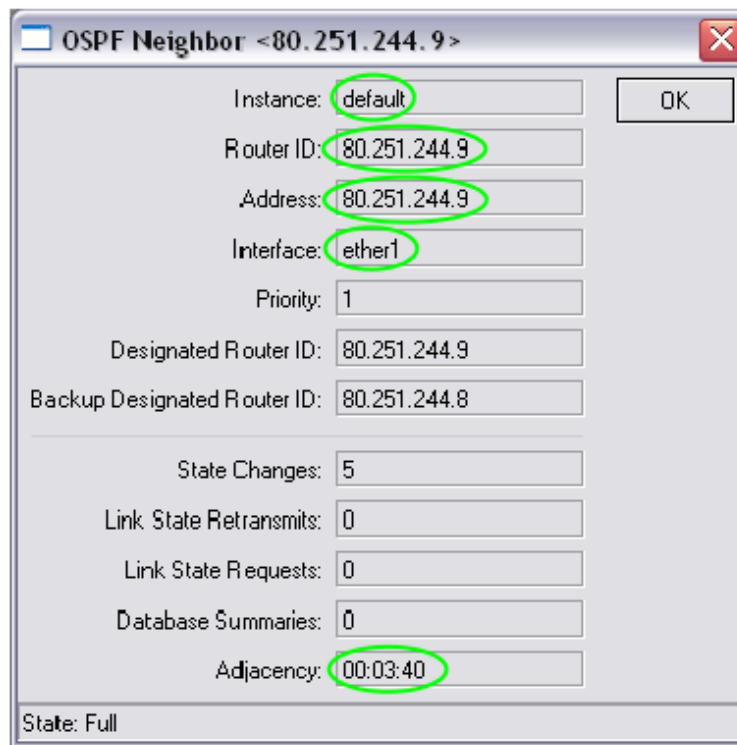 OSPF Neighbor <80.251.244.9>
Instance: default
OK
Router ID: 80.251.244.9
Address: 80.251.244.9
Interface: ether1
Priority: 1
Designated Router ID: 80.251.244.9
Backup Designated Router ID: 80.251.244.8
State Changes: 5
Link State Retransmits: 0
Link State Requests: 0
Database Summaries: 0
Adjacency: 00:03:40
State: Full